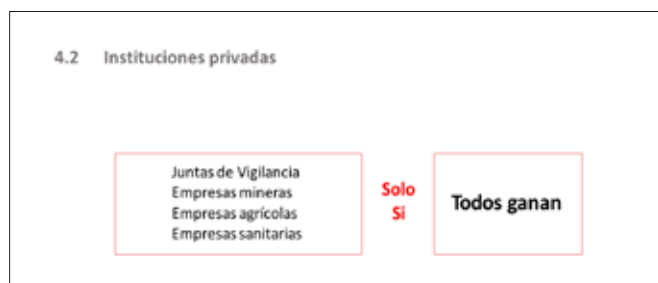 4.2 Instituciones privadas
Juntas de Vigilancia
Empresas mineras
Empresas agrícolas
Empresas sanitarias
Solo
Si
Todos ganan